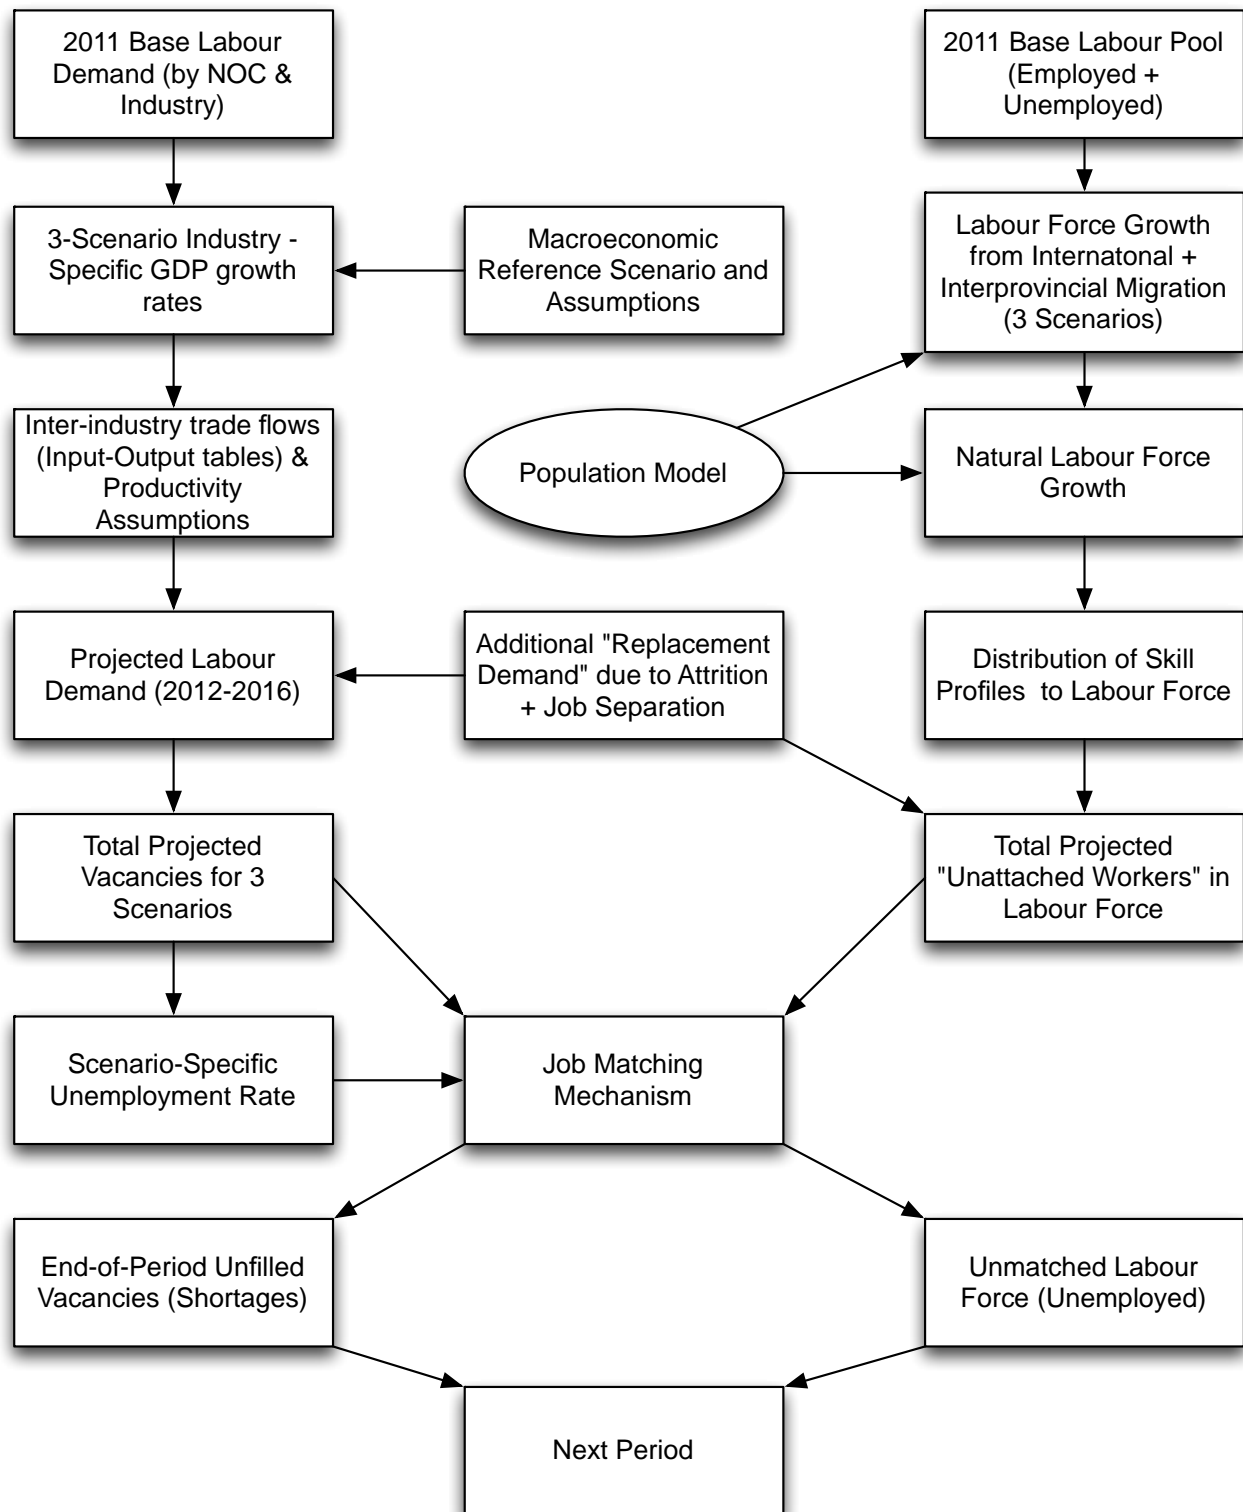 2011 Base Labour
Demand (by NOC &
Industry)
2011 Base Labour Pool
(Employed +
Unemployed)
3-Scenario Industry -
Specific GDP growth
rates
Macroeconomic
Reference Scenario and
Assumptions
Labour Force Growth
from Internatonal +
Interprovincial Migration
(3 Scenarios)
Inter-industry trade flows
(Input-Output tables) &
Productivity
Assumptions
Population Model
Natural Labour Force
Growth
Projected Labour
Demand (2012-2016)
Additional "Replacement
Demand" due to Attrition
+ Job Separation
Distribution of Skill
Profiles to Labour Force
Total Projected
Vacancies for 3
Scenarios
Total Projected
"Unattached Workers" in
Labour Force
Scenario-Specific
Unemployment Rate
Job Matching
Mechanism
End-of-Period Unfilled
Vacancies (Shortages)
Unmatched Labour
Force (Unemployed)
Next Period